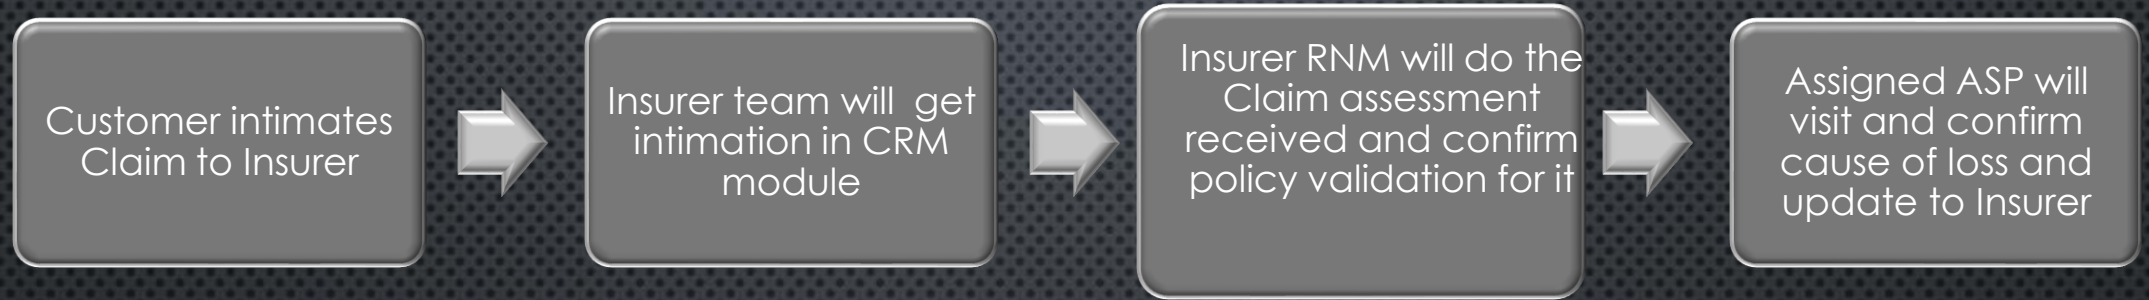 Customer intimates
Claim to Insurer
Insurer team will  get
intimation in CRM
module
Insurer RNM will do the
Claim assessment
received and confirm
policy validation for it
Assigned ASP will
visit and confirm
cause of loss and
update to Insurer